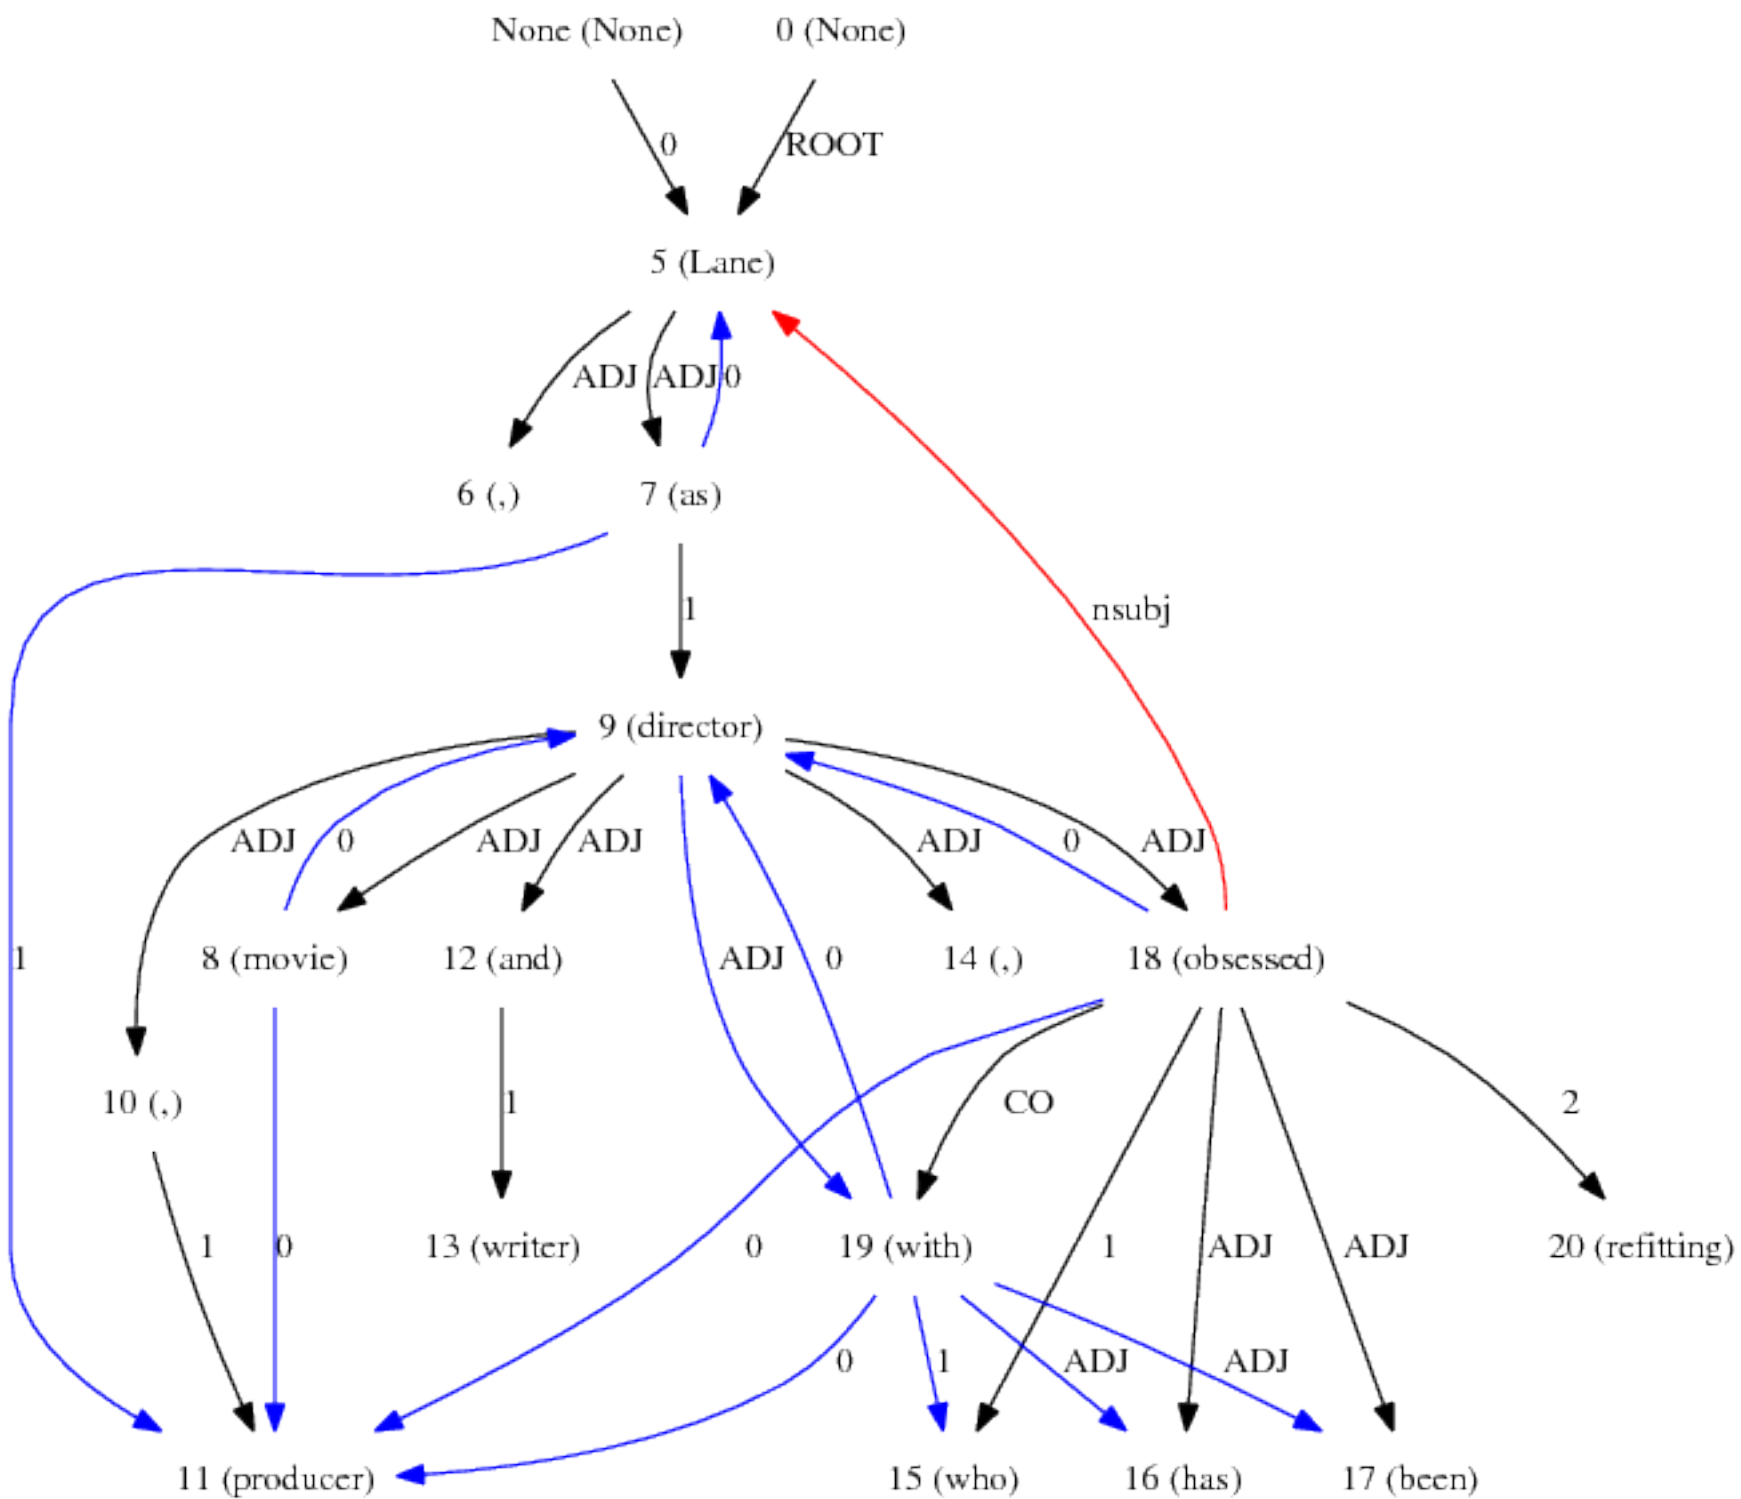 None (None) 0 (None)
0 ROOT
5 (Lane)
ADJ ADJ 0
6 (,) 7 (as)
1 nsubj
9 (director)
ADJ 0 ADJ ADJ ADJ 0 ADJ
1 8 (movie) 12 (and) ADJ 0 14 (,) 18 (obsessed)
10 (,) 1 CO 2
1 0 13 (writer) 0 19 (with) 1 ADJ ADJ 20 (refitting)
0 1 ADJ ADJ
11 (producer) 15 (who) 16 (has) 17 (been)